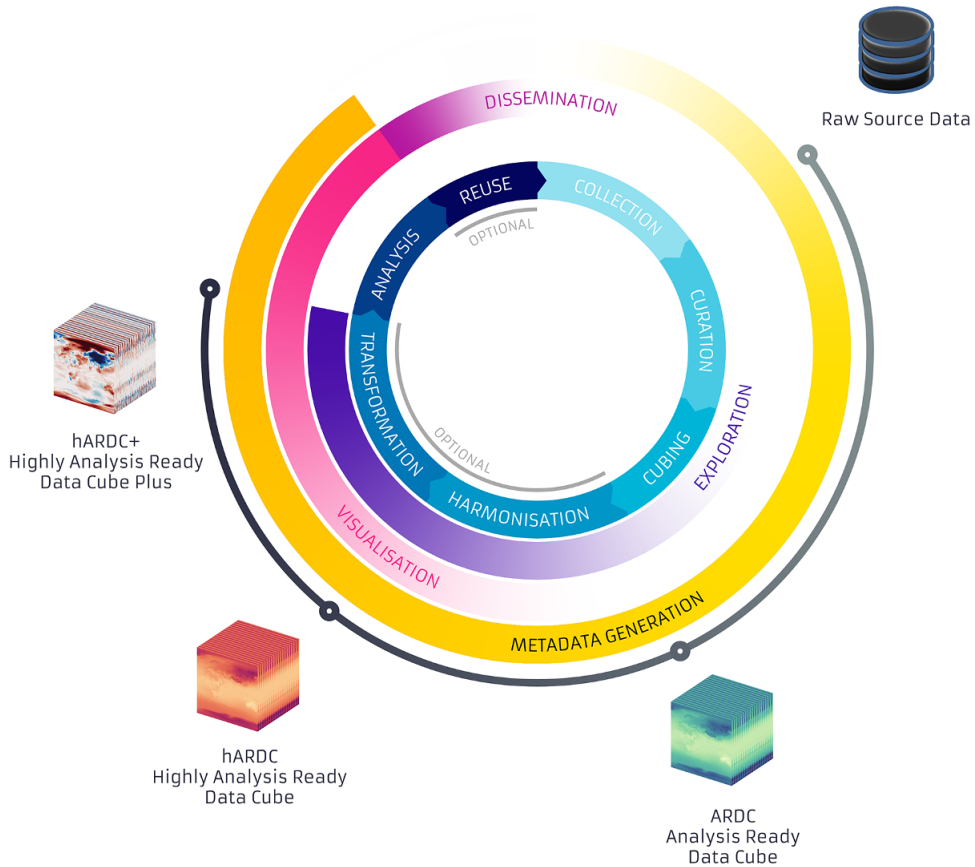 DISSEMINATION
Raw Source Data
REUSE
COLLECTION
OPTIONAL
ANALYSIS
CURATION
TRANSFORMATION
EXPLORATION
OPTIONAL
CUBING
hARDC+
Highly Analysis Ready
Data Cube Plus
HARMONISATION
VISUALISATION
METADATA GENERATION
hARDC
Highly Analysis Ready
Data Cube
ARDC
Analysis Ready
Data Cube